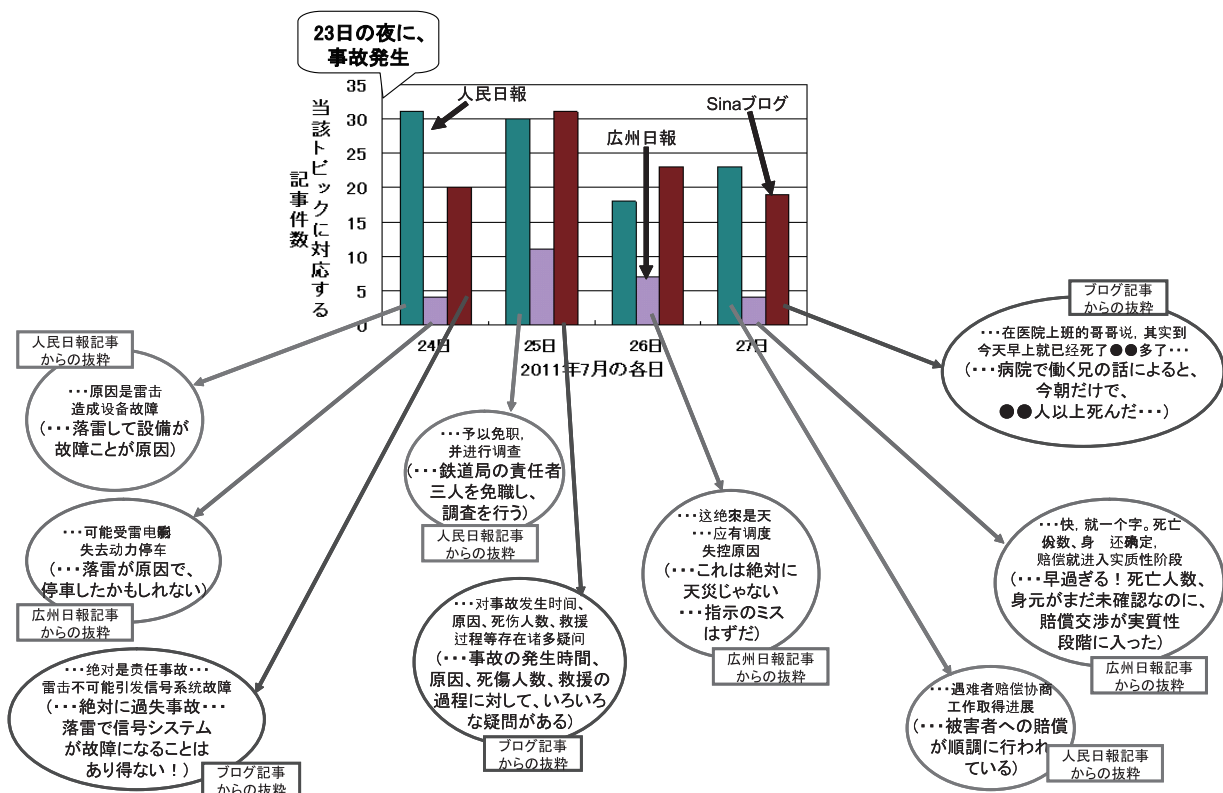 23日の夜に、
事故発生
人民日報
Sinaブログ
広州日報
当該トピックに対応する
記事件数
35
30
25
20
15
10
5
0
24日
25日
26日
27日
2011年7月の各日
人民日報記事
からの抜粋
･･･原因是雷击
造成设备故障
(･･･落雷して設備が
故障ことが原因)
･･･可能受雷电
失去动力停车
(･･･落雷が原因で、
停車したかもしれない)
広州日報記事
からの抜粋
･･･绝对是责任事故･･･
雷击不可能引发信号系统故障
(･･･絶対に過失事故･･･
落雷で信号システム
が故障になることは
あり得ない！)
ブログ記事
からの抜粋
･･･予以免职,
并进行调查
(･･･鉄道局の責任者
三人を免職し、
調査を行う)
人民日報記事
からの抜粋
･･･对事故发生时间、
原因、死伤人数、救援
过程等存在诸多疑问
(･･･事故の発生時間、
原因、死傷人数、救援の
過程に対して、いろいろ
な疑問がある)
ブログ記事
からの抜粋
･･･这绝 是天
･･･应有调度
失控原因
(･･･これは絶対に
天災じゃない
･･･指示のミス
はずだ)
広州日報記事
からの抜粋
ブログ記事
からの抜粋
･･･在医院上班的哥哥说, 其实到
今天早上就已经死了●●多了･･･
(･･･病院で働く兄の話によると、
今朝だけで、
●●人以上死んだ･･･)
･･･快, 就一个字。死亡
数、身 还 定,
赔偿就进入实质性阶段
(･･･早過ぎる！死亡人数、
身元がまだ未確認なのに、
賠償交渉が実質性
段階に入った)
広州日報記事
からの抜粋
･･･遇难者赔偿协商
工作取得进展
(･･･被害者への賠償
が順調に行われ
ている)
人民日報記事
からの抜粋